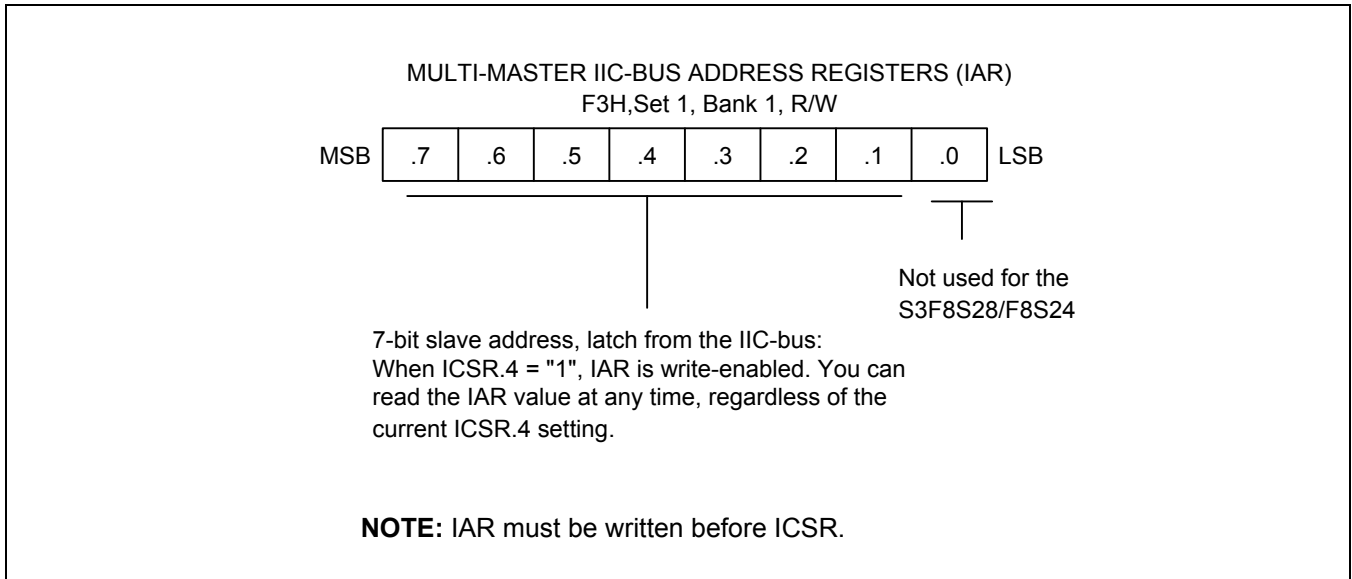 MULTI-MASTER IIC-BUS ADDRESS REGISTERS (IAR)
F3H,Set 1, Bank 1, R/W
MSB .7 .6 .5 .4 .3 .2 .1 .0 LSB
Not used for the
S3F8S28/F8S24
7-bit slave address, latch from the IIC-bus:
When ICSR.4 = "1", IAR is write-enabled. You can
read the IAR value at any time, regardless of the
current ICSR.4 setting.
NOTE: IAR must be written before ICSR.